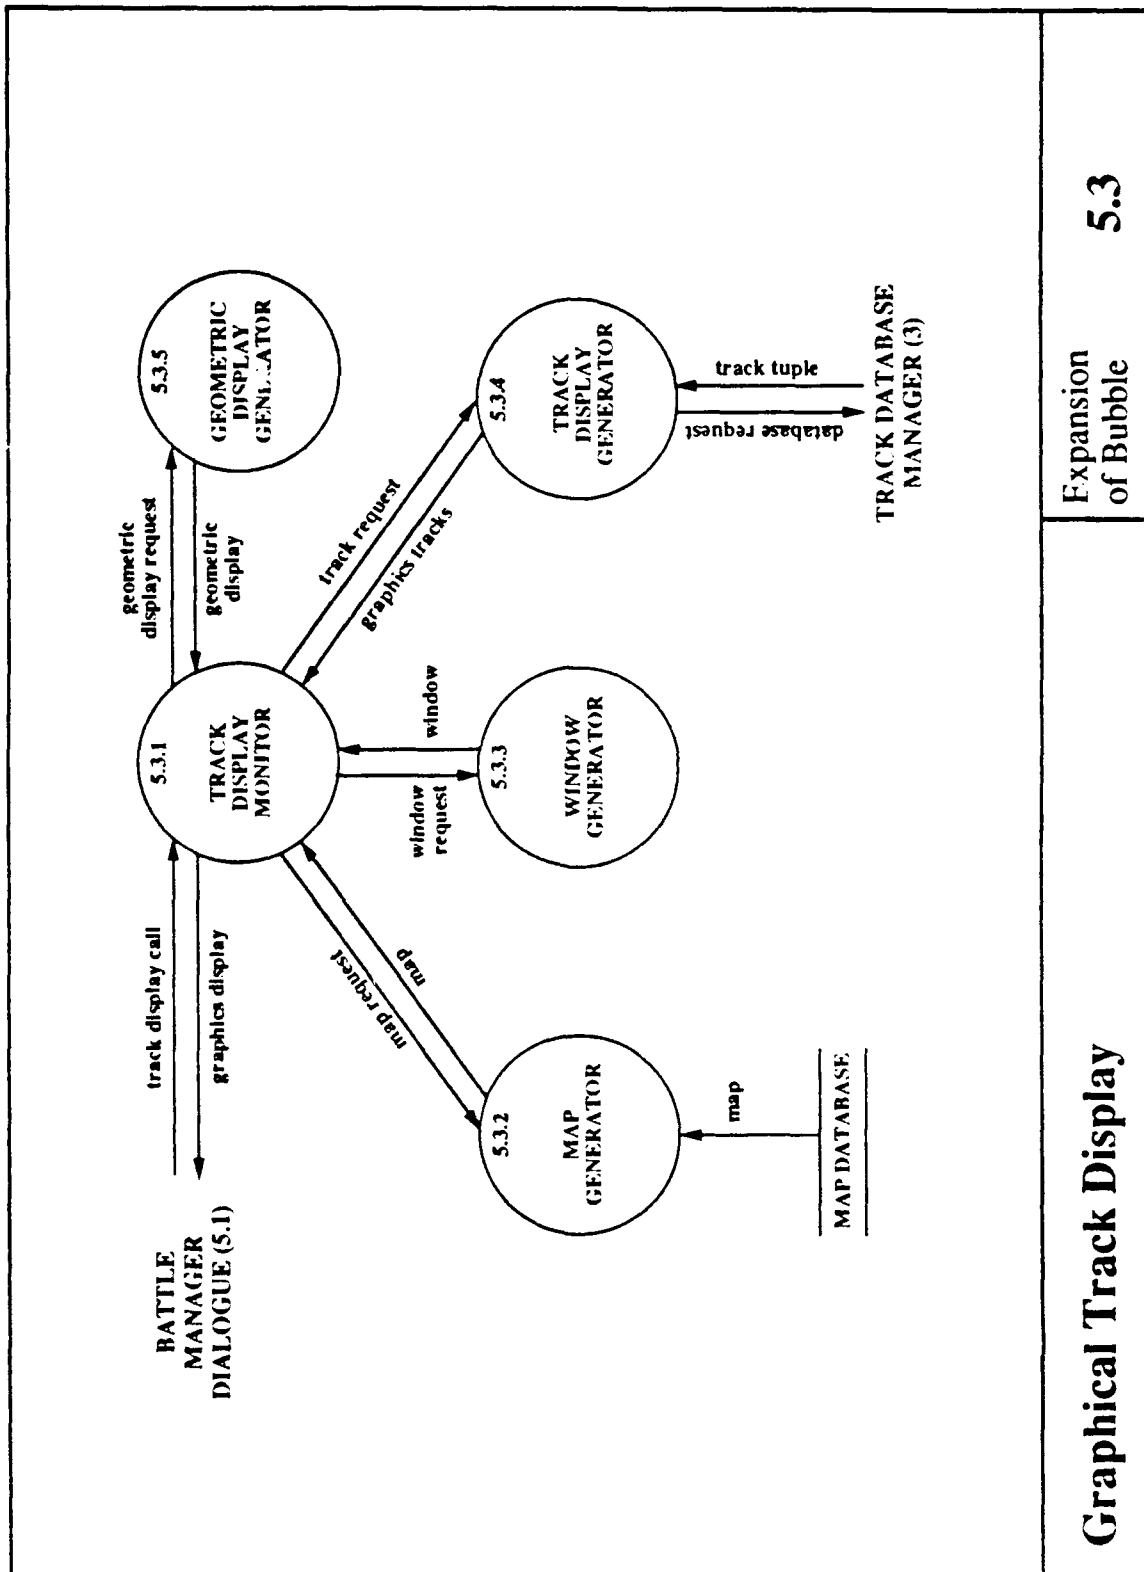 BATTLE
MANAGER
DIALOGUE (5.1)
track display call
graphics display
5.3.1
TRACK
DISPLAY
MONITOR
geometric
display request
geometric
display
5.3.5
GEOMETRIC
DISPLAY
GENERATOR
map request
map
window
request
window
track request
graphics tracks
5.3.2
MAP
GENERATOR
5.3.3
WINDOW
GENERATOR
5.3.4
TRACK
DISPLAY
GENERATOR
map
MAP DATABASE
database request
track tuple
TRACK DATABASE
MANAGER (3)
Graphical Track Display
Expansion
of Bubble
5.3